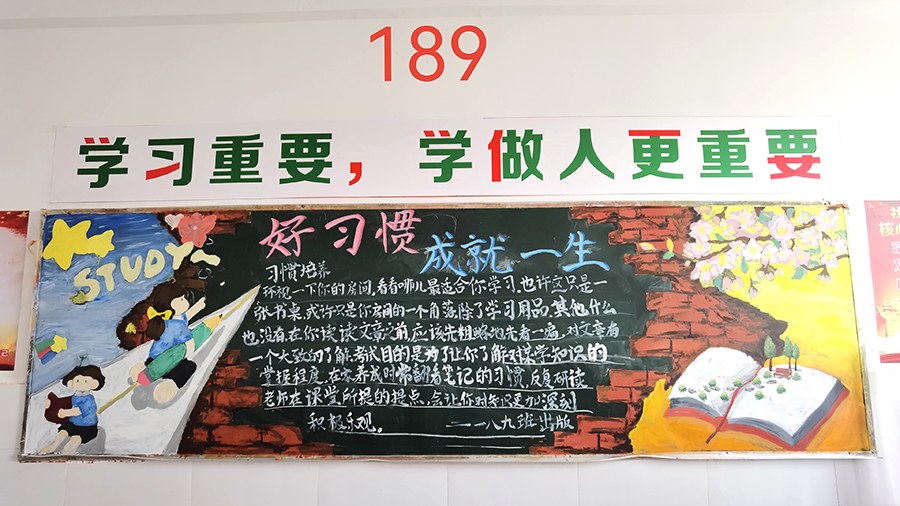 189
学习重要，学做人更重要
STUDY
好习惯
成就一生
习惯培养
环视一下你的房间,看看哪儿最适合你学习,也许这只是一
张书桌,或许只是你房间的一个角落除了学习用品,其他什么
也没有在你读读文章之前,应该先粗略地先看一遍,对文章有
一个大致的了解考试目的是为了让你了解对某学知识的
掌握程度,在家养成时常翻看笔记的习惯,反复研读
老师在课堂所提的提点,会让你对知识更加深刻
积极乐观。 ——一八九班出版
核心